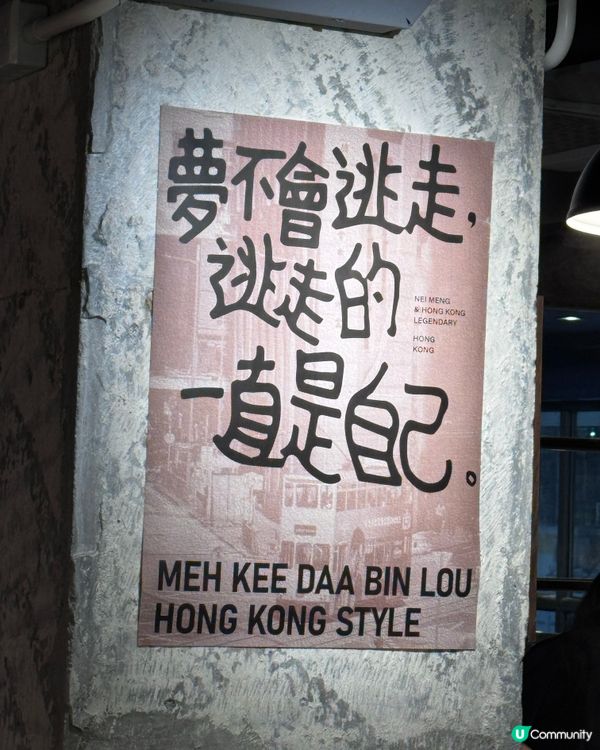 夢不會逃走，
逃走的
一直是自己。
NEI MENG
& HONG KONG
LEGENDARY
HONG
KONG
MEH KEE DAA BIN LOU
HONG KONG STYLE
U Community